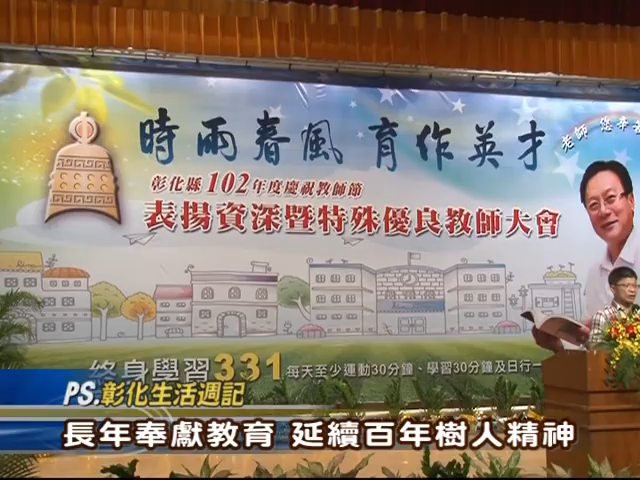 時雨春風 育作英才
老師 您辛
彰化縣102年度慶祝教師節
表揚資深暨特殊優良教師大會
終身學習331 每天至少運動30分鐘、學習30分鐘及日行一
PS.彰化生活週記
長年奉獻教育 延續百年樹人精神